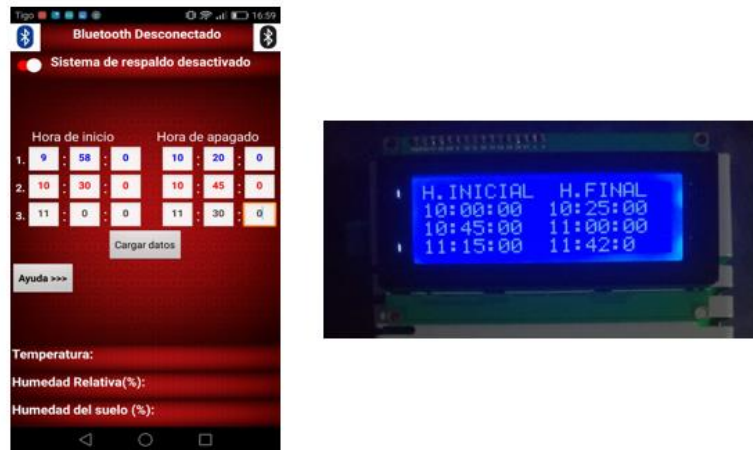 Tigo 16:59
Bluetooth Desconectado
Sistema de respaldo desactivado
Hora de inicio Hora de apagado
1. 9 : 58 : 0 10 : 20 : 0
2. 10 : 30 : 0 10 : 45 : 0
3. 11 : 0 : 0 11 : 30 : 0
Cargar datos
Ayuda >>>
Temperatura:
Humedad Relativa(%):
Humedad del suelo (%):
H.INICIAL H.FINAL
10:00:00 10:25:00
10:45:00 11:00:00
11:15:00 11:42:0